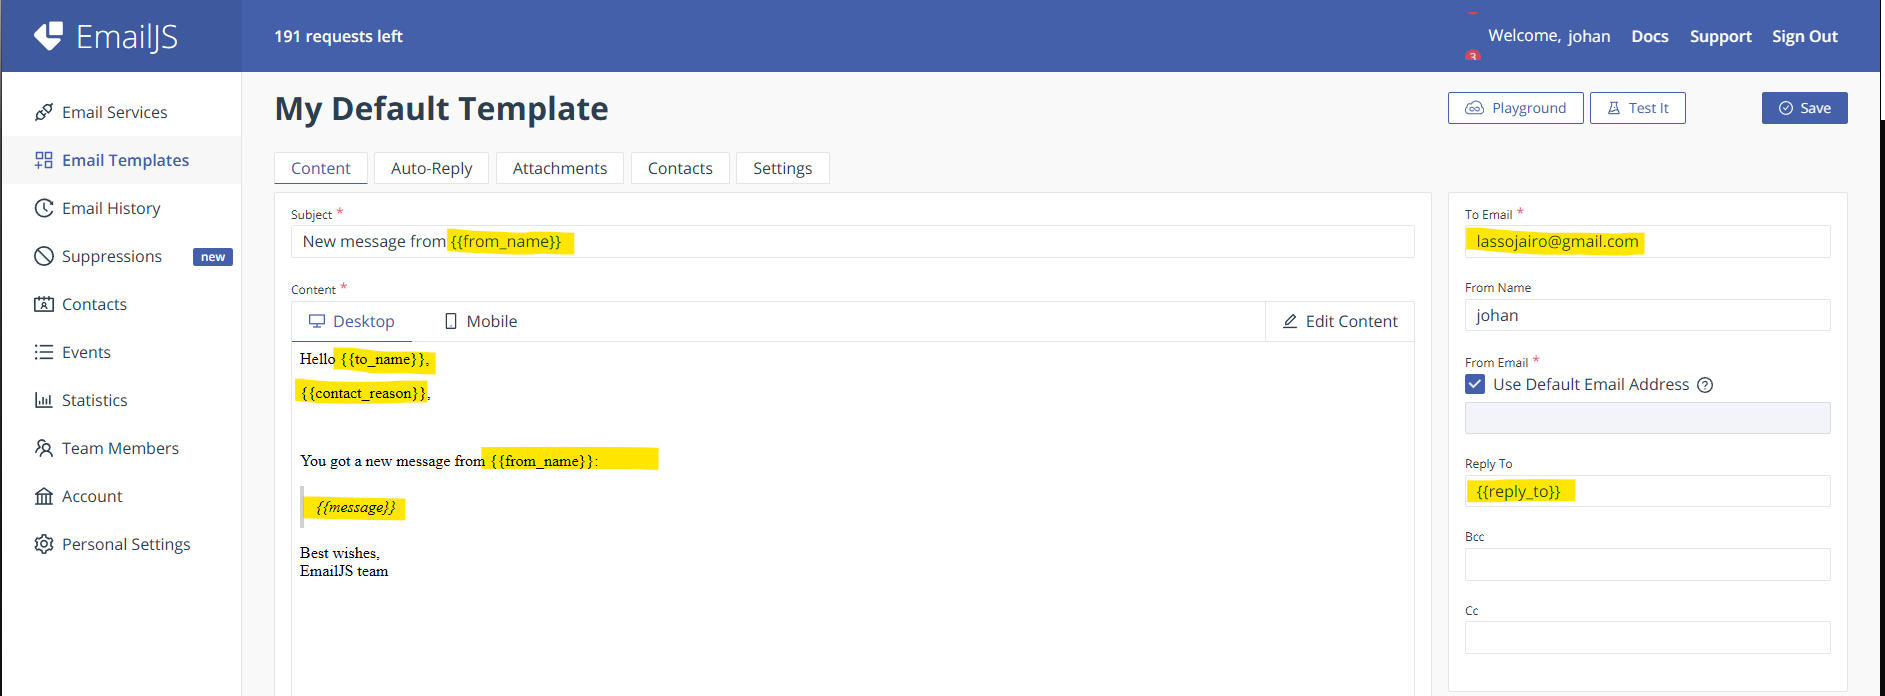 EmailJS
191 requests left
3
Welcome, johan
Docs
Support
Sign Out
Email Services
Email Templates
Email History
Suppressions
new
Contacts
Events
Statistics
Team Members
Account
Personal Settings
My Default Template
Playground
Test It
Save
Content
Auto-Reply
Attachments
Contacts
Settings
Subject *
New message from {{from_name}}
Content *
Desktop
Mobile
Edit Content
Hello {{to_name}},
{{contact_reason}},
You got a new message from {{from_name}}:
{{message}}
Best wishes,
EmailJS team
To Email *
lassojairo@gmail.com
From Name
johan
From Email *
Use Default Email Address
Reply To
{{reply_to}}
Bcc
Cc